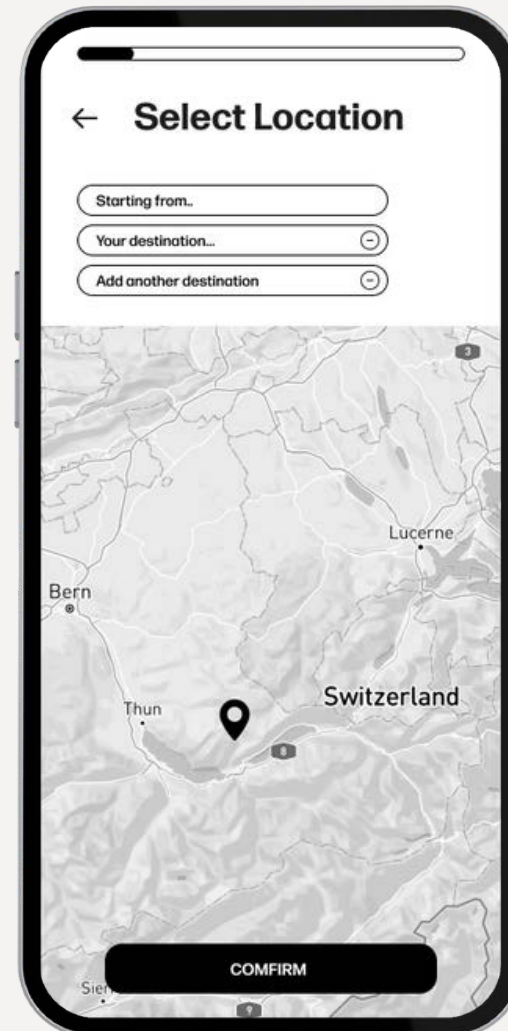 Select Location
Starting from..
Your destination...
Add another destination
3
Lucerne
Bern
Switzerland
Thun
8
COMFIRM
9